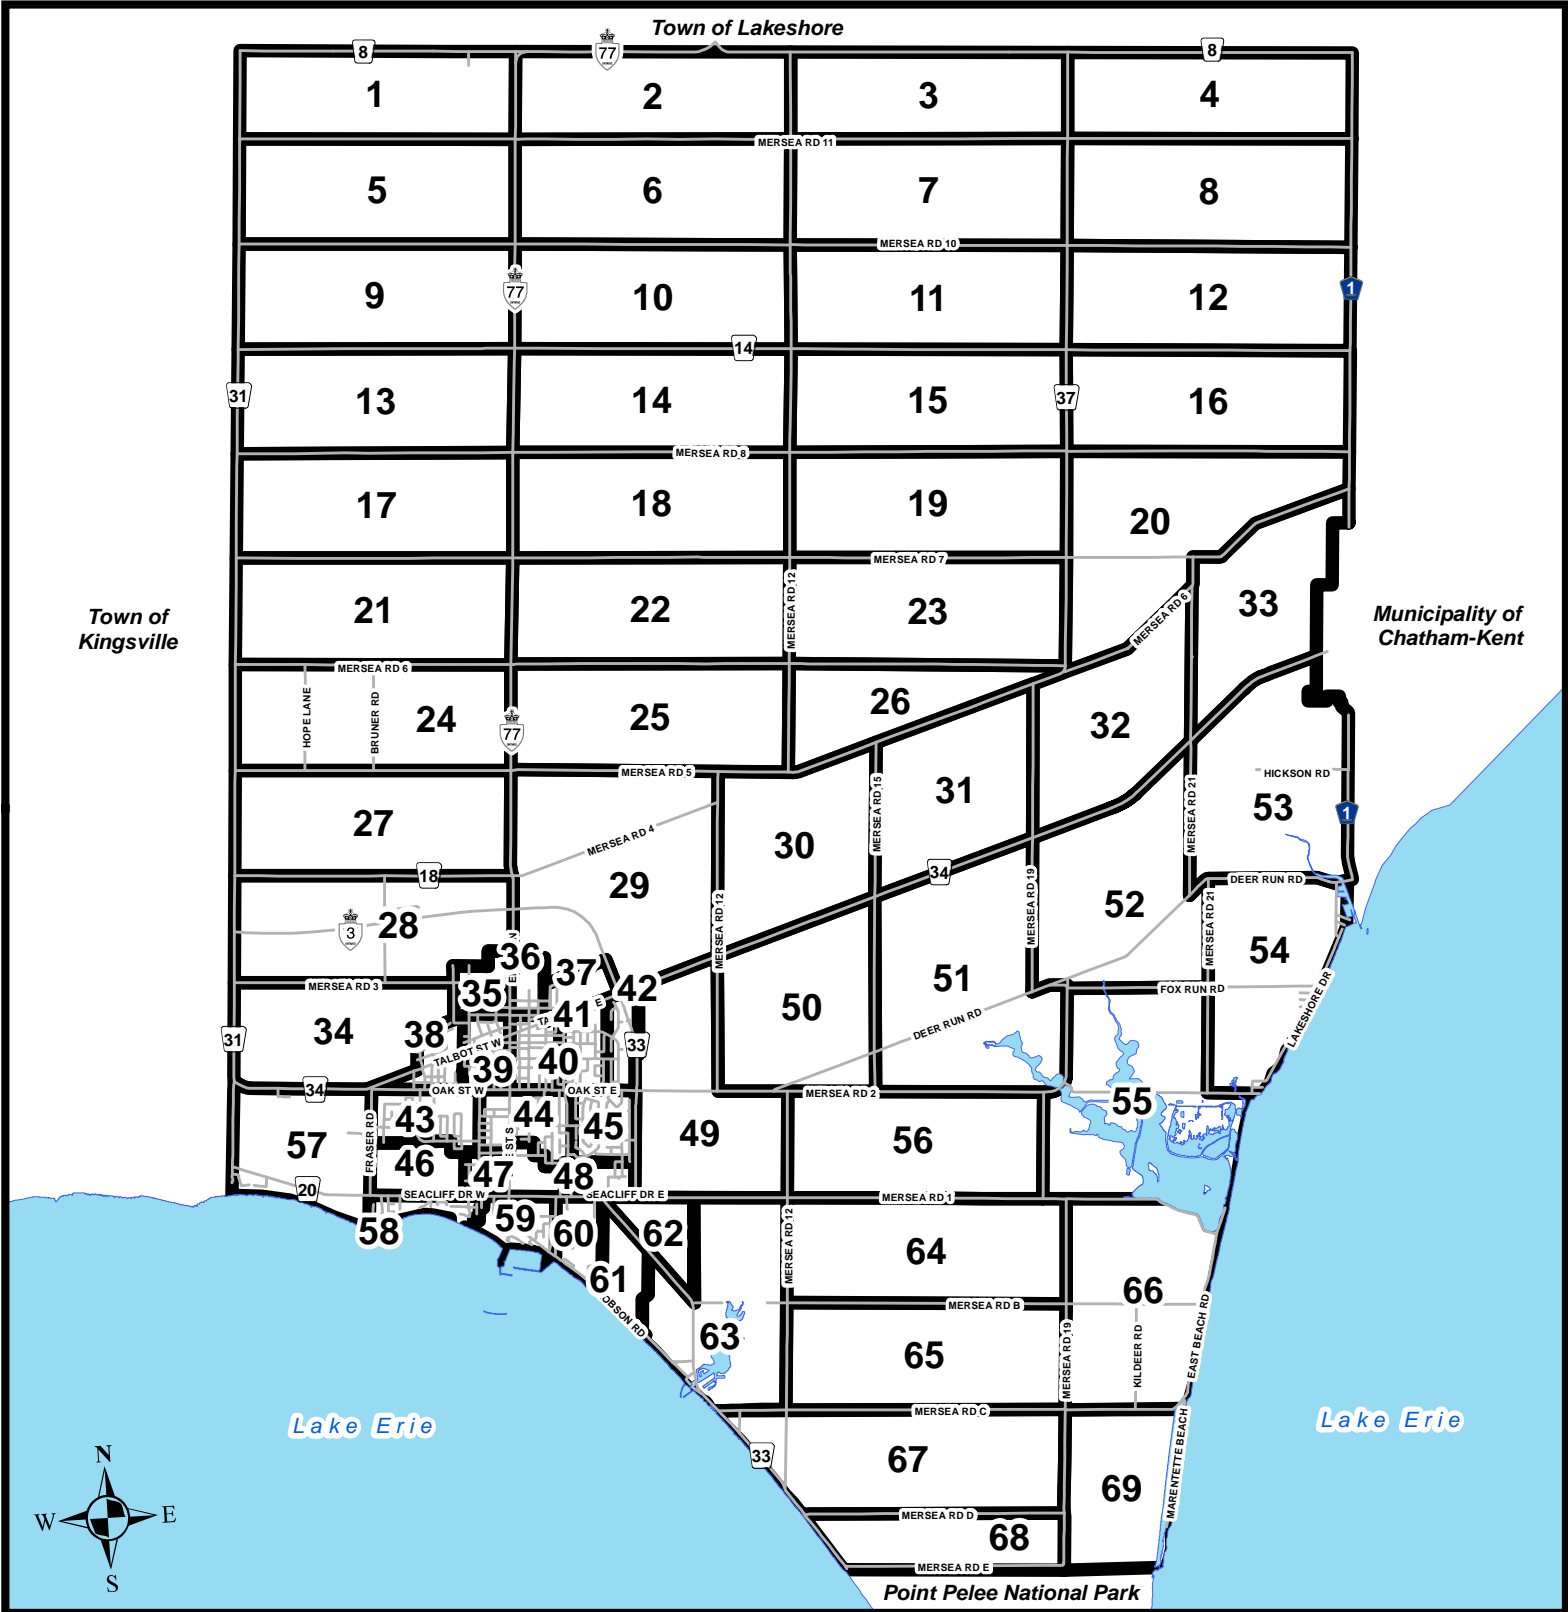 Town of Lakeshore
8
77
ONTARIO
8
1
2
3
4
MERSEA RD 11
5
6
7
8
MERSEA RD 10
9
77
ONTARIO
10
11
12
1
14
31
13
14
15
37
16
MERSEA RD 8
17
18
19
20
MERSEA RD 7
Town of
Kingsville
21
22
MERSEA RD 12
23
MERSEA RD 6
33
Municipality of
Chatham-Kent
MERSEA RD 6
HOPE LANE
BRUNER RD
24
77
ONTARIO
25
26
32
MERSEA RD 5
31
HICKSON RD
53
1
27
MERSEA RD 4
30
MERSEA RD 15
MERSEA RD 21
18
29
34
DEER RUN RD
3
ONTARIO
28
MERSEA RD 12
MERSEA RD 19
52
MERSEA RD 21
54
36
37
MERSEA RD 3
35
42
51
FOX RUN RD
LAKESHORE DR
34
38
41
50
DEER RUN RD
31
TALBOT ST W
39
40
33
34
OAK ST W
OAK ST E
MERSEA RD 2
55
57
FRASER RD
43
44
ST S
45
49
56
46
47
48
20
SEACLIFF DR W
SEACLIFF DR E
MERSEA RD 1
58
59
60
62
MERSEA RD 12
64
66
61
MERSEA RD B
63
65
MERSEA RD 19
KILDEER RD
EAST BEACH RD
MERSEA RD C
Lake Erie
Lake Erie
33
67
69
MARENTETTE BEACH
N
W
E
S
MERSEA RD D
68
MERSEA RD E
Point Pelee National Park